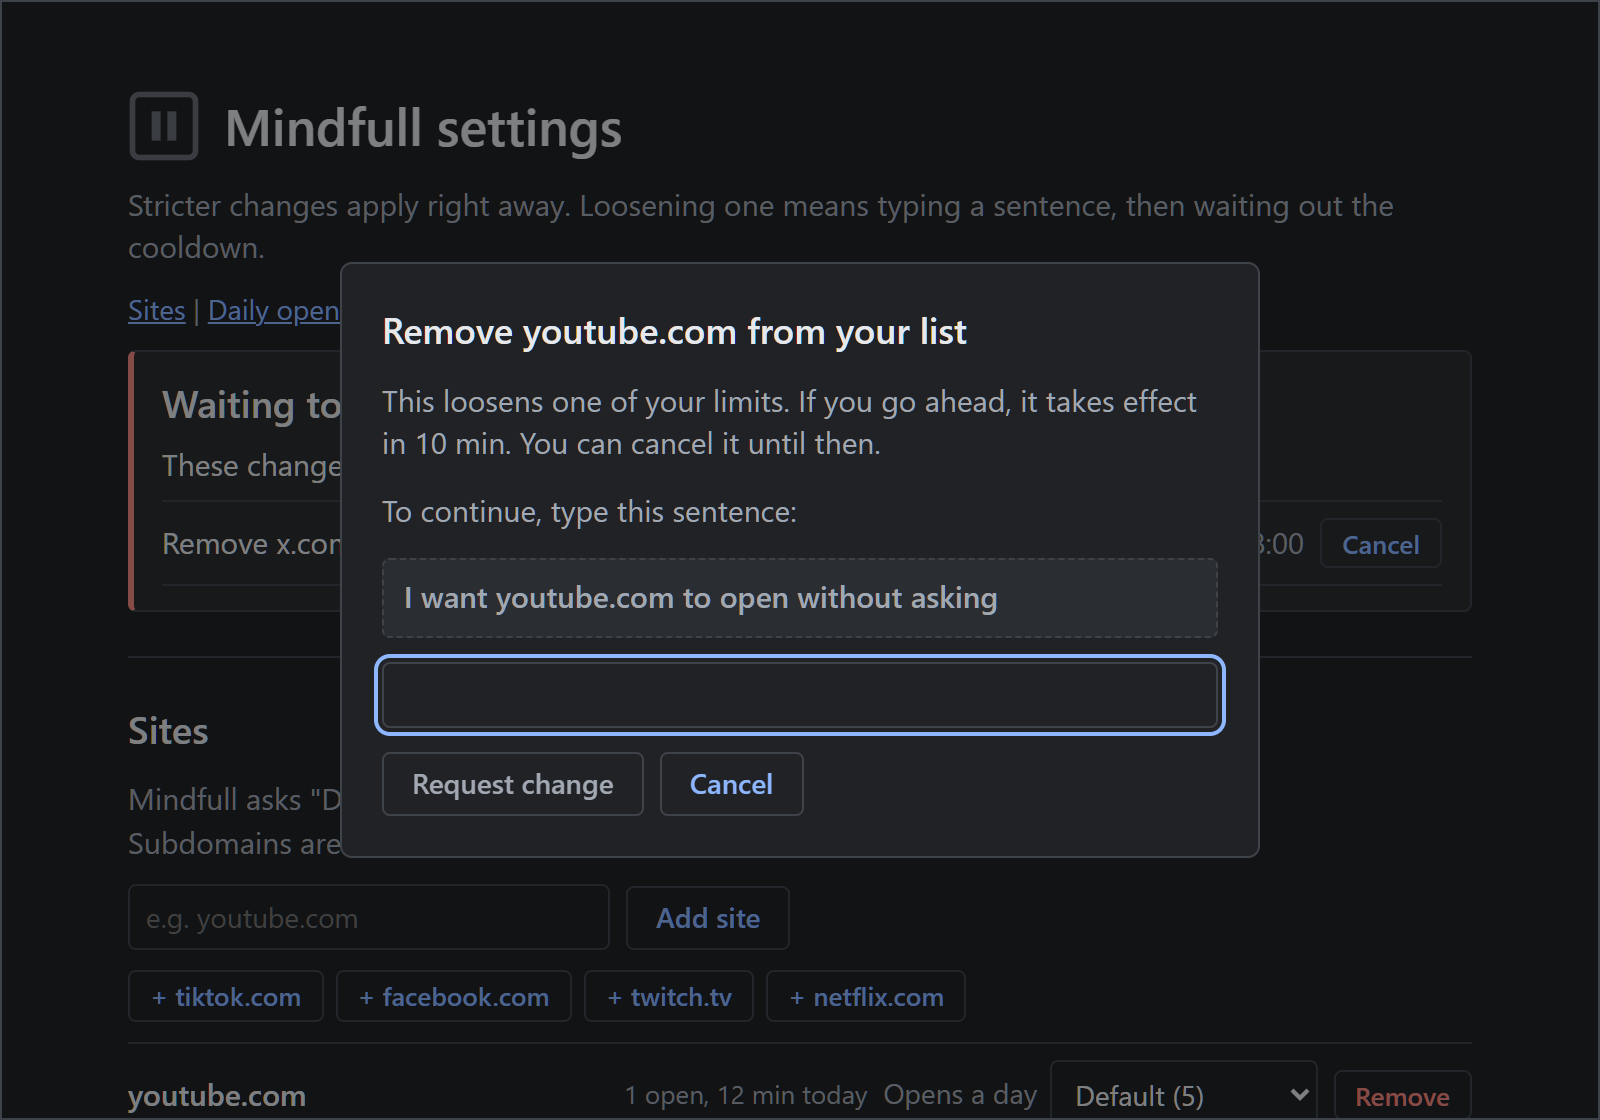 Mindfull settings
Stricter changes apply right away. Loosening one means typing a sentence, then waiting out the
cooldown.
Sites | Daily open
Waiting to
These change
Remove x.com
:00 Cancel
Remove youtube.com from your list
This loosens one of your limits. If you go ahead, it takes effect
in 10 min. You can cancel it until then.
To continue, type this sentence:
I want youtube.com to open without asking
Request change Cancel
Sites
Mindfull asks "D
Subdomains are
e.g. youtube.com Add site
+ tiktok.com + facebook.com + twitch.tv + netflix.com
youtube.com 1 open, 12 min today Opens a day Default (5) Remove